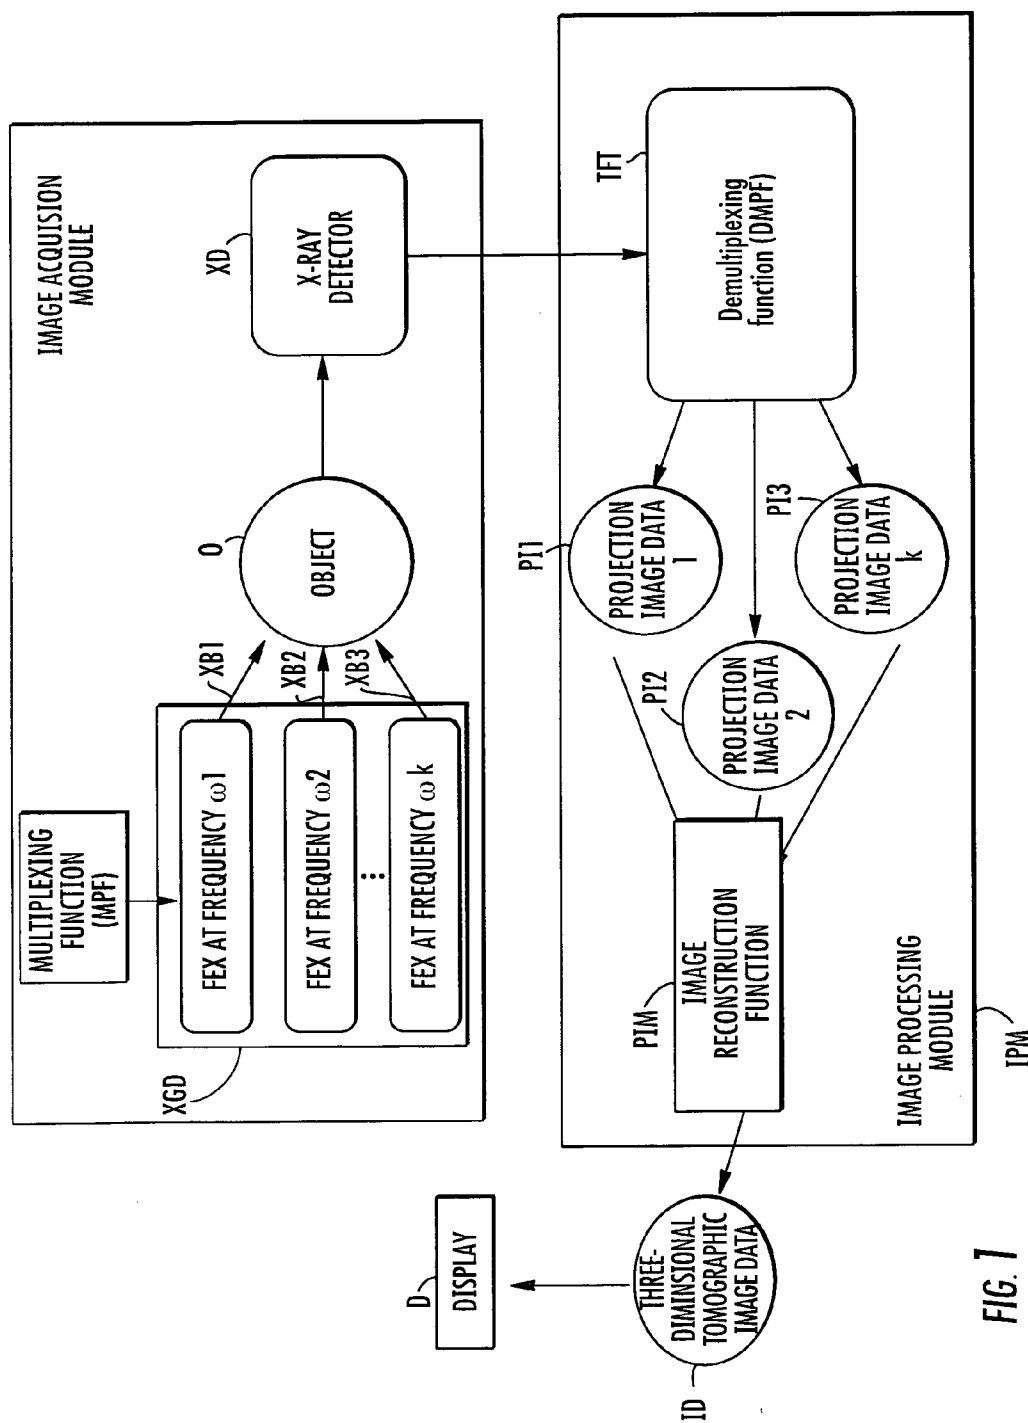 IMAGE ACQUISION
MODULE
MULTIPLEXING
FUNCTION
(MPF)
XGD
FEX AT FREQUENCY ω1
FEX AT FREQUENCY ω2
FEX AT FREQUENCY ωk
XB1
XB2
XB3
O
OBJECT
XD
X-RAY
DETECTOR
TFT
Demultiplexing
function (DMPF)
PI1
PROJECTION
IMAGE DATA
1
PI2
PROJECTION
IMAGE DATA
2
PI3
PROJECTION
IMAGE DATA
k
PIM
IMAGE
RECONSTRUCTION
FUNCTION
IMAGE PROCESSING
MODULE
IPM
D
DISPLAY
THREE-
DIMINSIONAL
TOMOGRAPHIC
IMAGE DATA
ID
FIG. 1